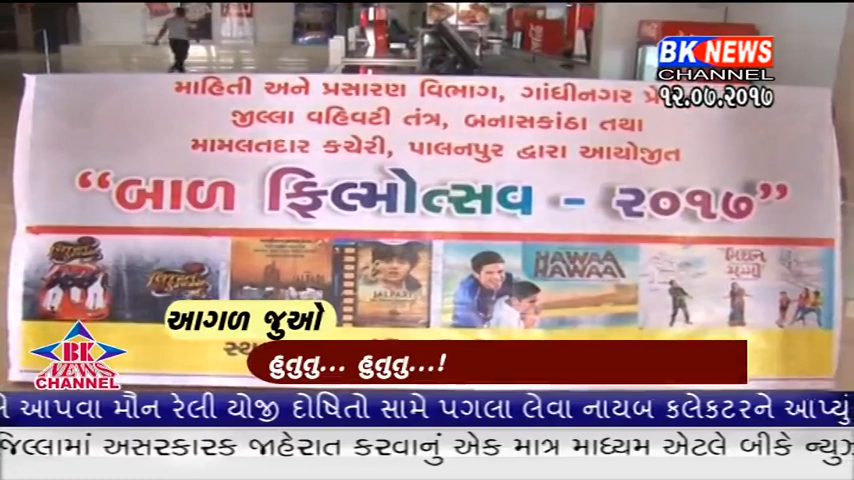 BK NEWS
CHANNEL
૧૨.૦૭.૨૦૧૭
માહિતી અને પ્રસારણ વિભાગ, ગાંધીનગર
જીલ્લા વહિવટી તંત્ર, બનાસકાંઠા તથા
મામલતદાર કચેરી, પાલનપુર દ્વારા આયોજીત
“બાળ ફિલ્મોત્સવ - ૨૦૧૭”
JALPARI
HAWAA HAWAAI
આગળ જુઓ
હુતુતુ... હુતુતુ...!
BK
NEWS
CHANNEL
આપવા મૌન રેલી યોજી દોષિતો સામે પગલા લેવા નાયબ કલેકટરને આપ્યું
જિલ્લામાં અસરકારક જાહેરાત કરવાનું એક માત્ર માધ્યમ એટલે બીકે ન્યુઝ